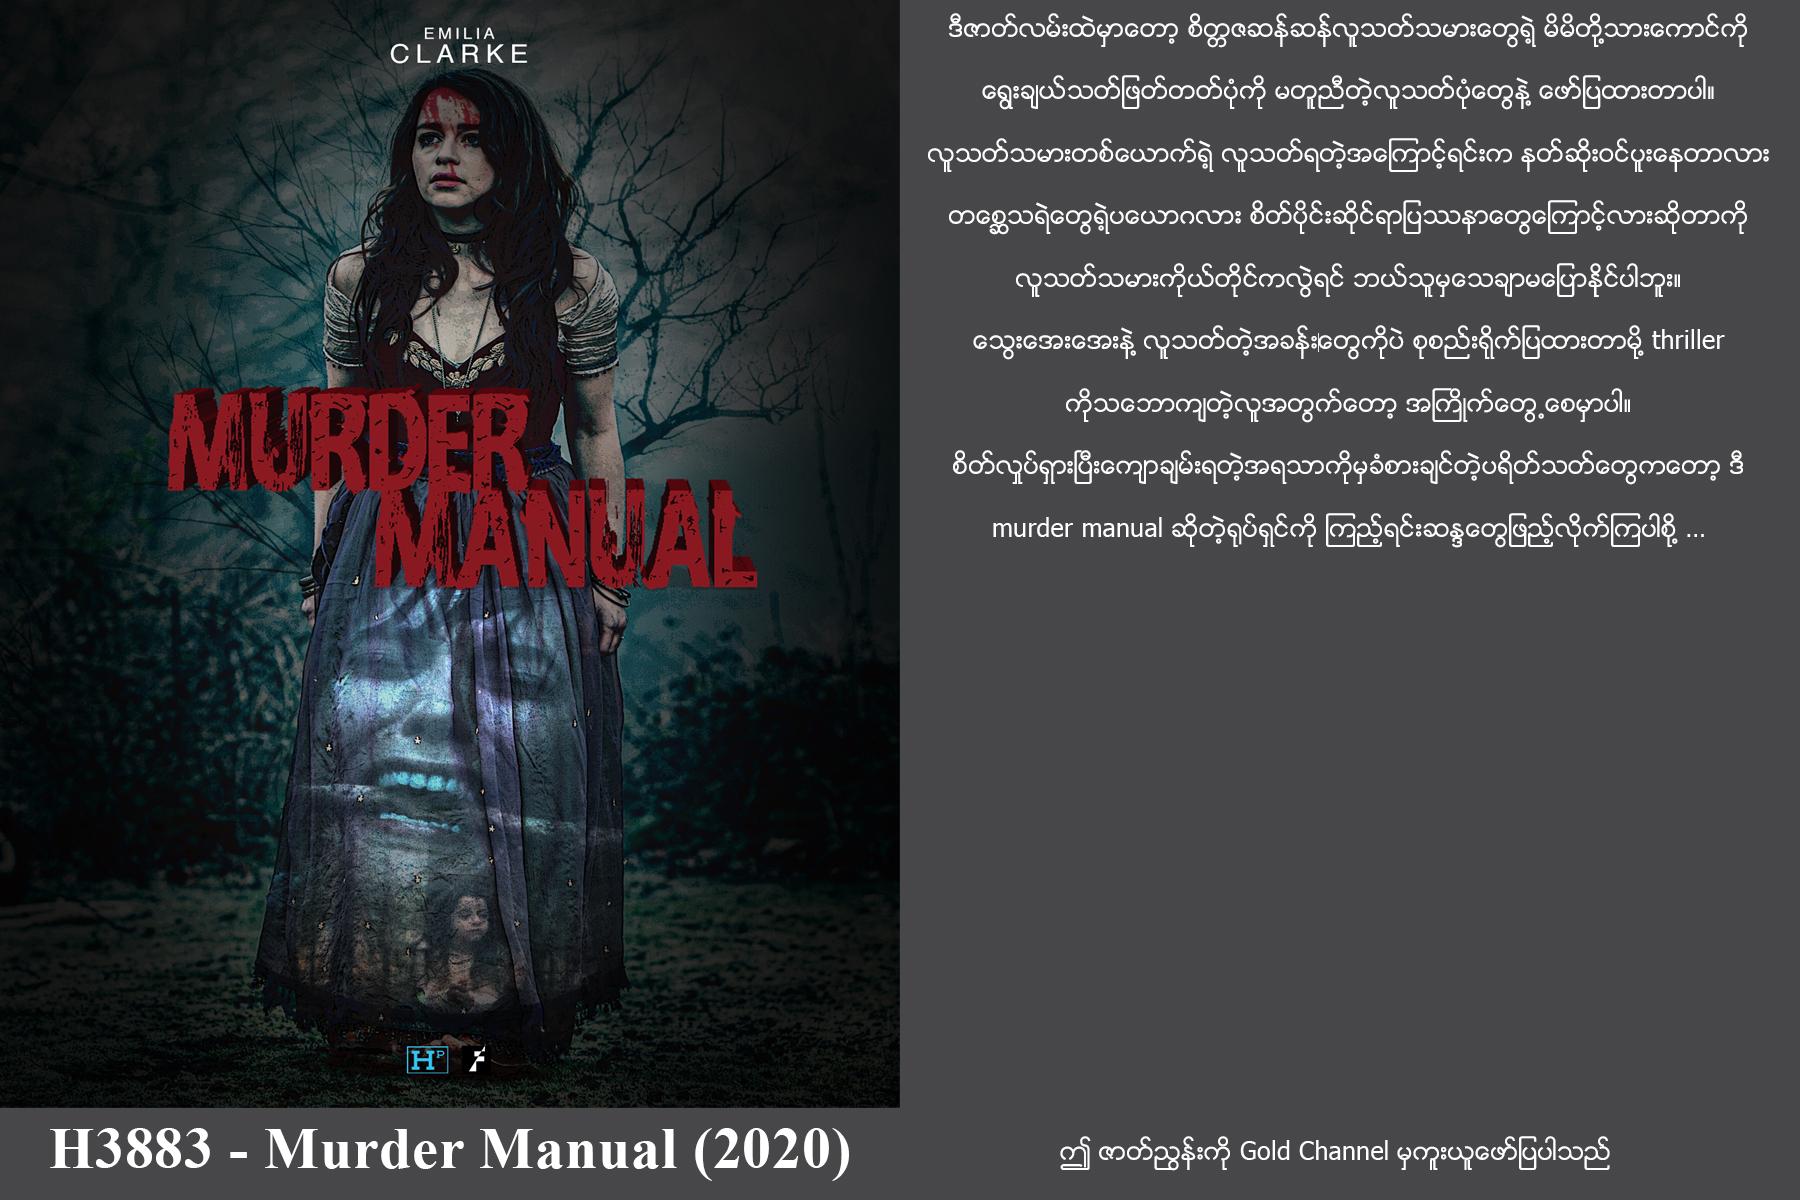 EMILIA
CLARKE
MURDER
MANUAL
HP
H3883 - Murder Manual (2020)
ဒီဇာတ်လမ်းထဲမှာတော့ စိတ္တဇဆန်ဆန်လူသတ်သမားတွေရဲ့ မိမိတို့သားကောင်ကို
ရွေးချယ်သတ်ဖြတ်တတ်ပုံကို မတူညီတဲ့လူသတ်ပုံတွေနဲ့ ဖော်ပြထားတာပါ။
လူသတ်သမားတစ်ယောက်ရဲ့ လူသတ်ရတဲ့အကြောင့်ရင်းက နတ်ဆိုးဝင်ပူးနေတာလား
တစ္ဆေသရဲတွေရဲ့ပယောဂလား စိတ်ပိုင်းဆိုင်ရာပြဿနာတွေကြောင့်လားဆိုတာကို
လူသတ်သမားကိုယ်တိုင်ကလွဲရင် ဘယ်သူမှသေချာမပြောနိုင်ပါဘူး။
သွေးအေးအေးနဲ့ လူသတ်တဲ့အခန်းတွေကိုပဲ စုစည်းရိုက်ပြထားတာမို့ thriller
ကိုသဘောကျတဲ့လူအတွက်တော့ အကြိုက်တွေ့စေမှာပါ။
စိတ်လှုပ်ရှားပြီးကျောချမ်းရတဲ့အရသာကိုမှခံစားချင်တဲ့ပရိတ်သတ်တွေကတော့ ဒီ
murder manual ဆိုတဲ့ရုပ်ရှင်ကို ကြည့်ရင်းဆန္ဒတွေဖြည့်လိုက်ကြပါစို့ ...
ဤ ဇာတ်ညွှန်းကို Gold Channel မှကူးယူဖော်ပြပါသည်